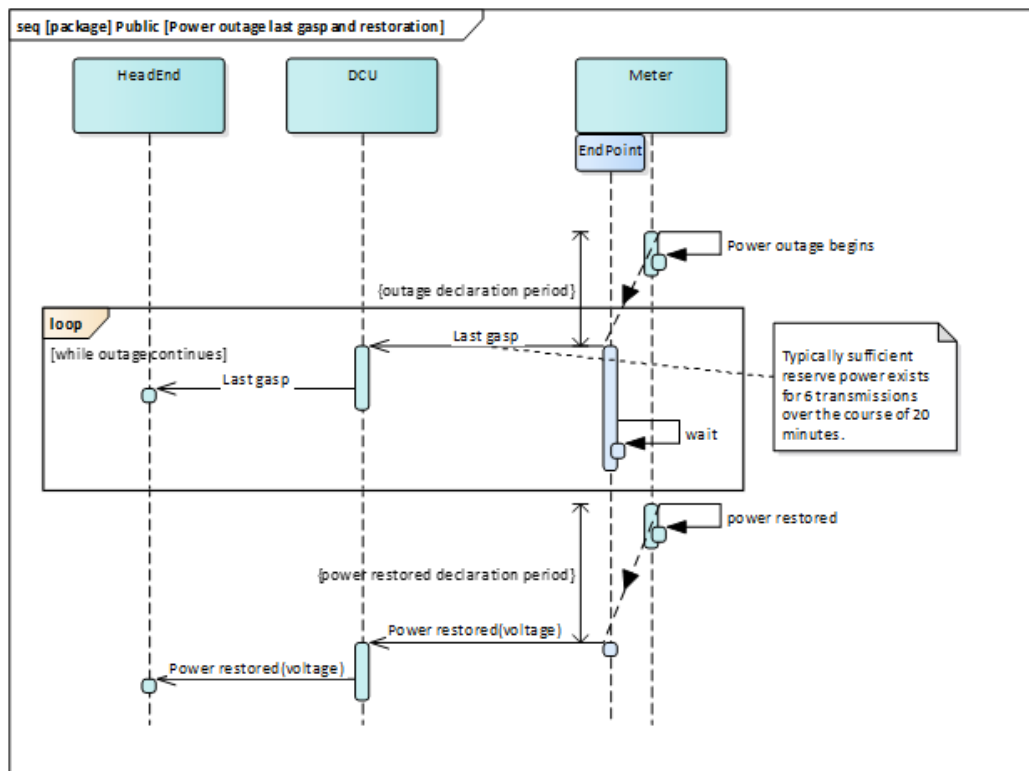 seq [package] Public [Power outage last gasp and restoration]
HeadEnd
DCU
Meter
EndPoint
Power outage begins
{outage declaration period}
loop
[while outage continues]
Last gasp
Last gasp
Typically sufficient
reserve power exists
for 6 transmissions
over the course of 20
minutes.
wait
power restored
{power restored declaration period}
Power restored(voltage)
Power restored(voltage)